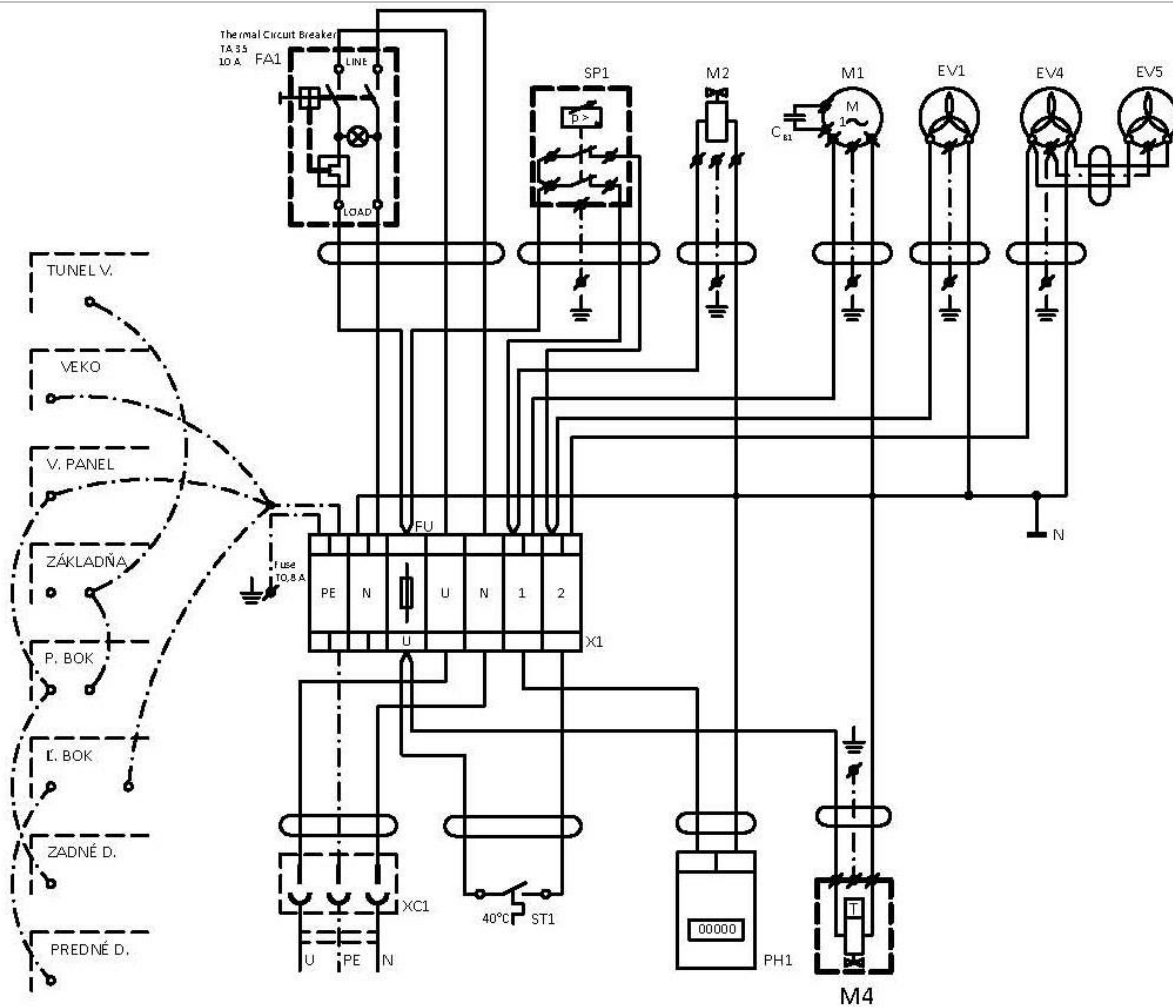 Thermal Circuit Breaker
TA 35
10 A
FA1
LINE
LOAD
SP1
p >
M2
M1
M
1 ~
C B1
EV1
EV4
EV5
TUNEL V.
VEKO
V. PANEL
ZÁKLADŇA
P. BOK
Ľ. BOK
ZADNÉ D.
PREDNÉ D.
N
FU
Fuse
T0,8 A
PE
N
U
N
1
2
U
X1
XC1
U
PE
N
40°C
ST1
00000
PH1
T
M4